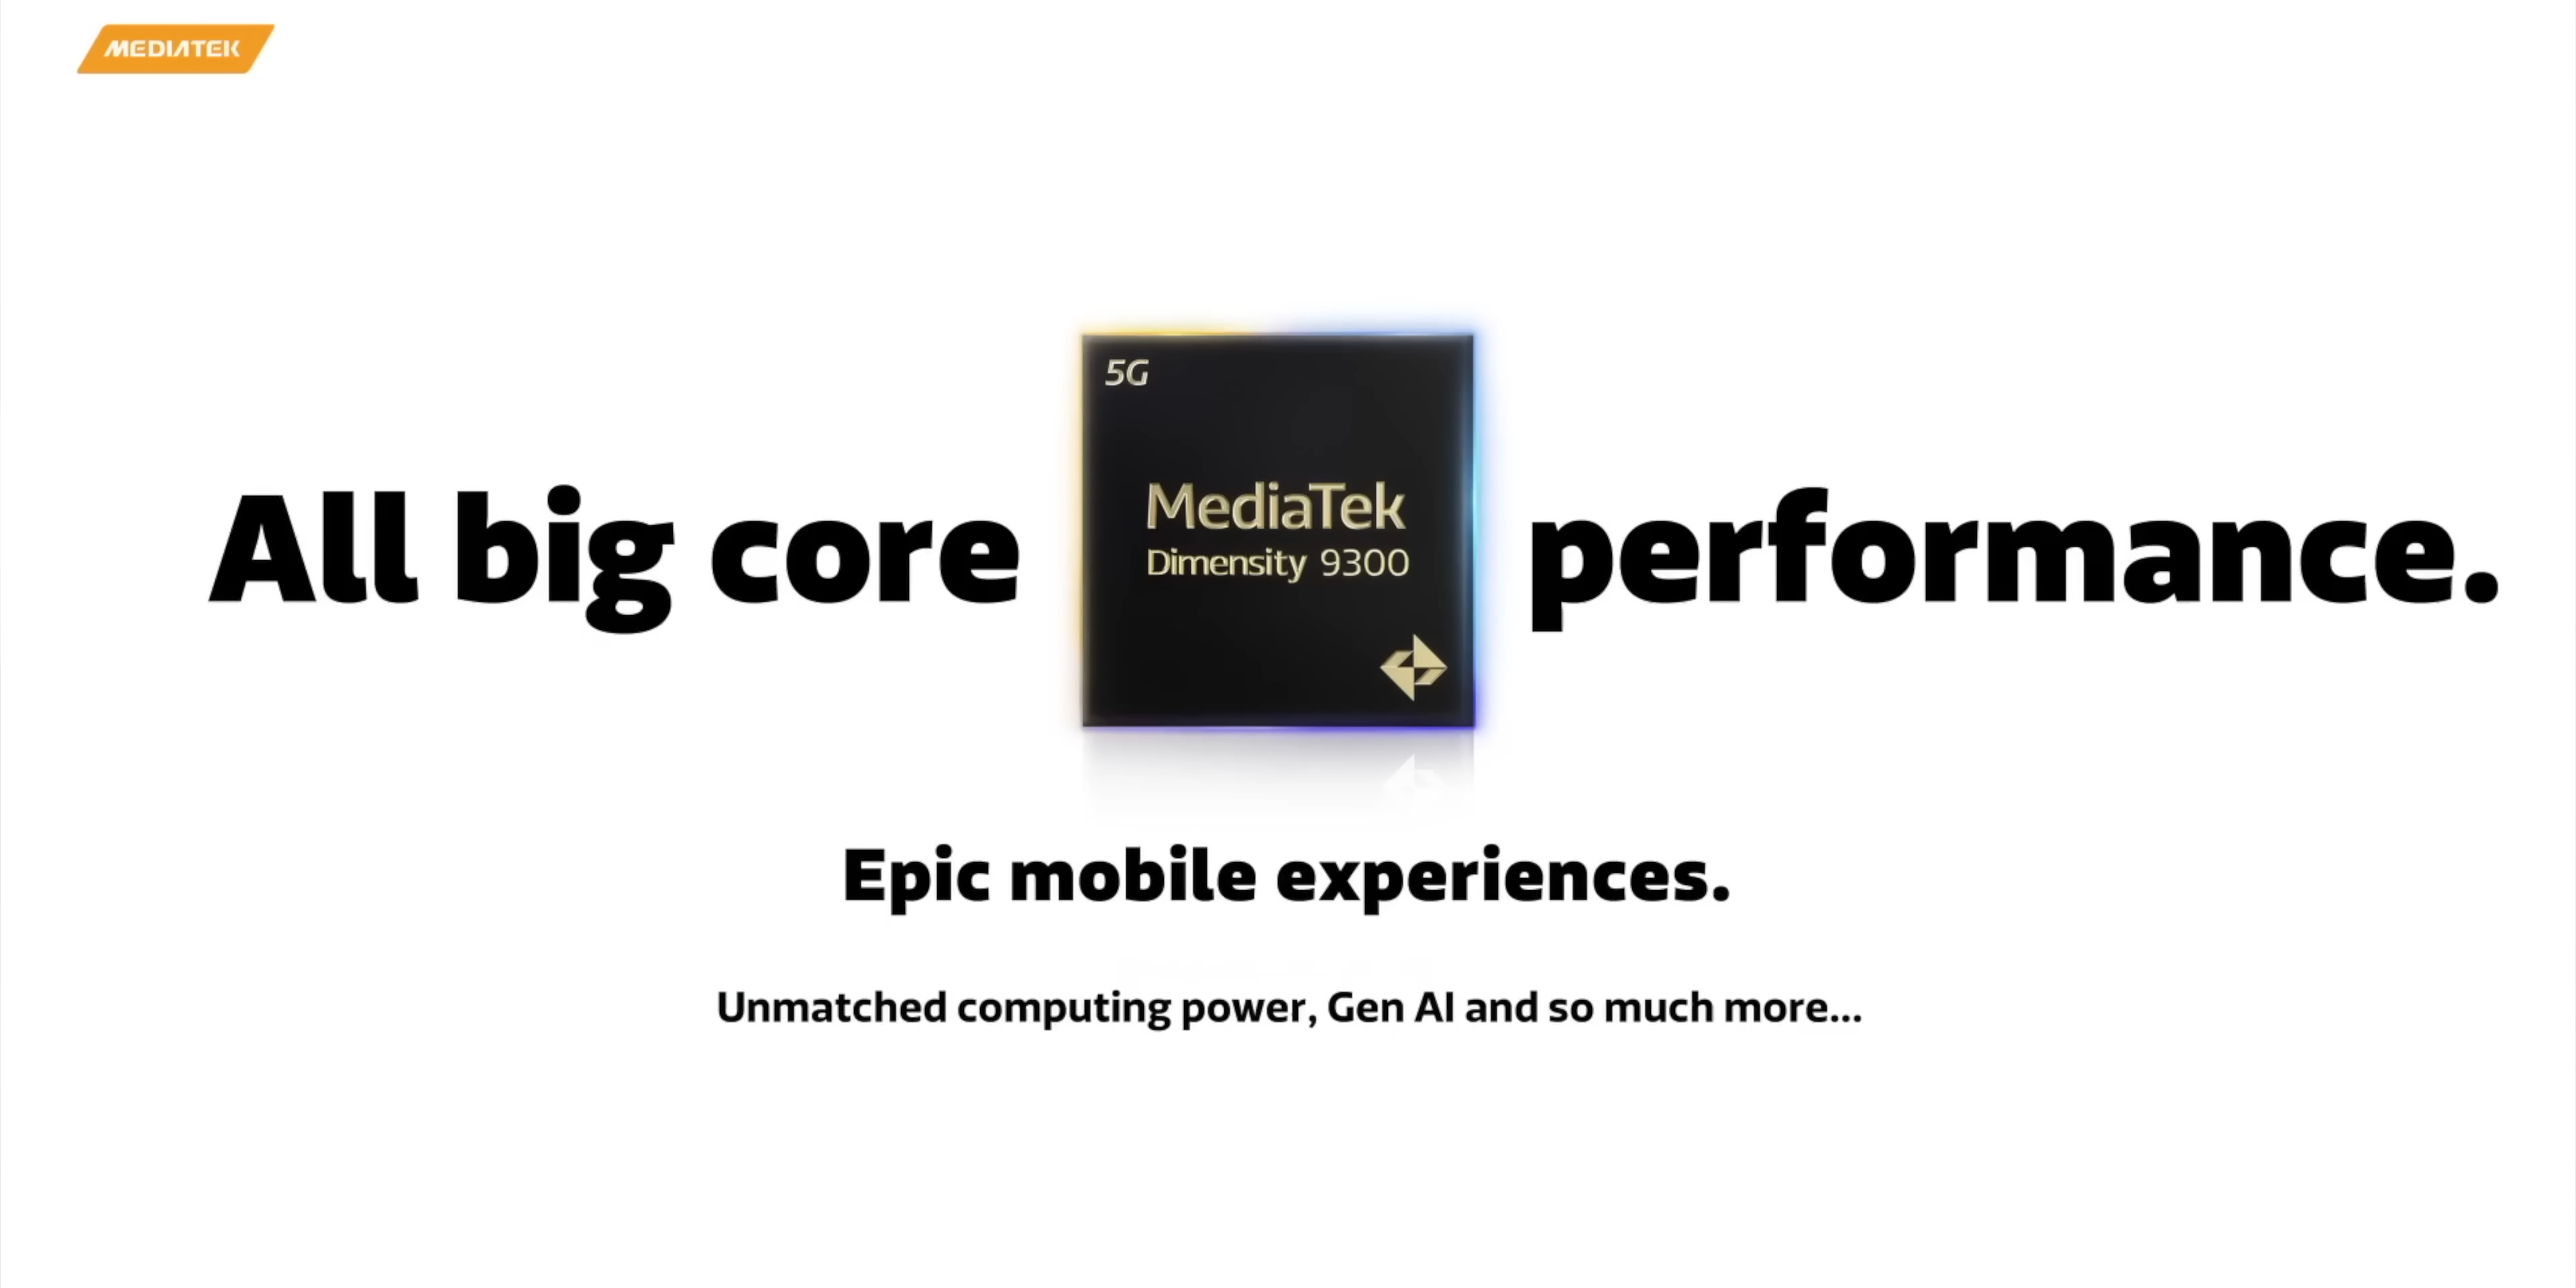 MEDIATEK
5G
All big core MediaTek performance.
Dimensity 9300
Epic mobile experiences.
Unmatched computing power, Gen AI and so much more...